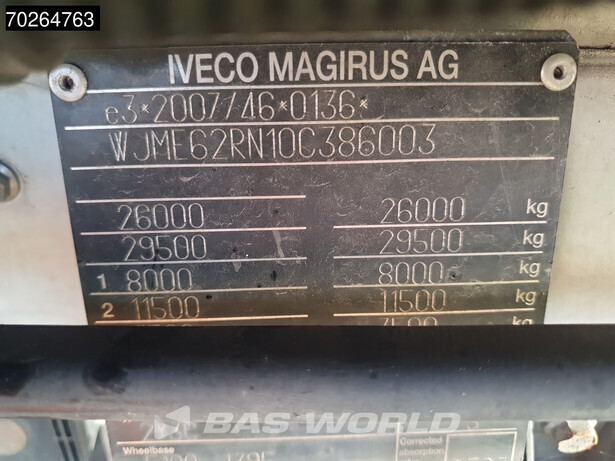 70264763
IVECO MAGIRUS AG
e3*2007/46*0136*
WJME62RN10C386003
26000 26000 kg
29500 29500 kg
1 8000 8000 kg
2 11500 11500 kg
kg
BAS WORLD
Wheelbase Corrected
absorption